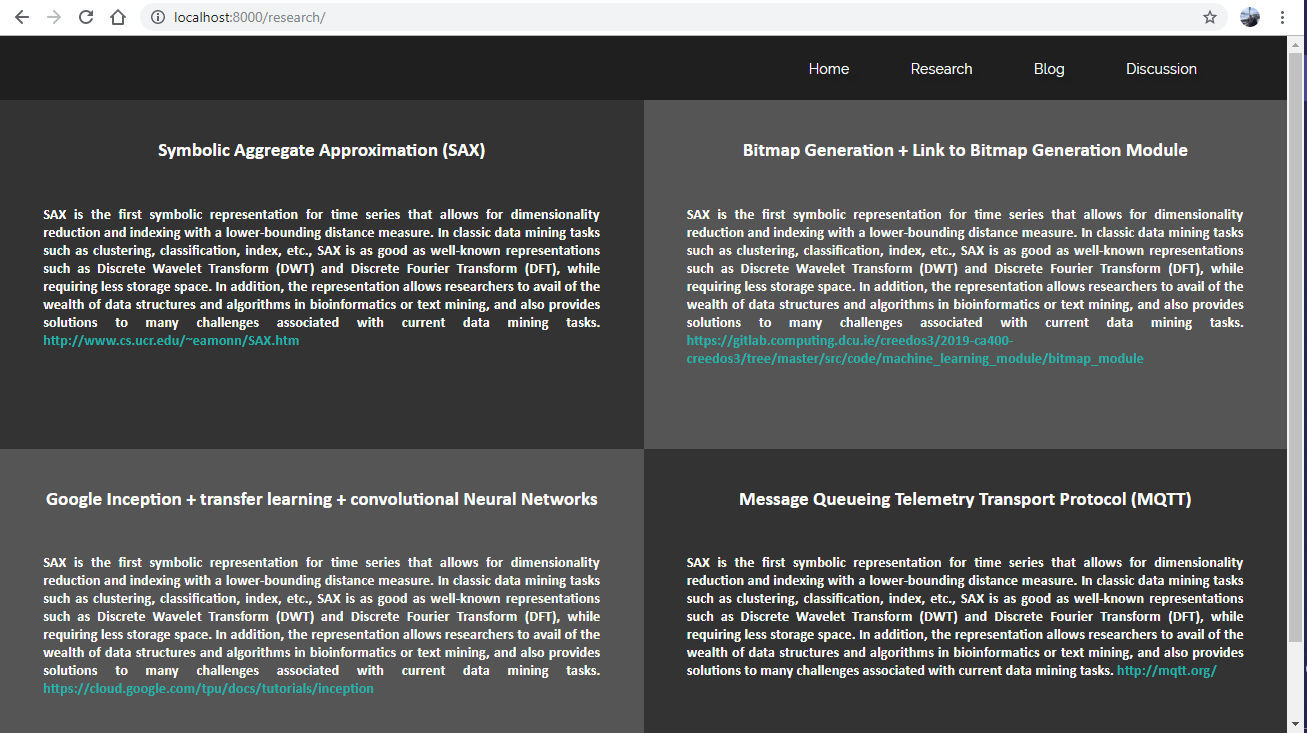 localhost:8000/research/
Home Research Blog Discussion
Symbolic Aggregate Approximation (SAX)
SAX is the first symbolic representation for time series that allows for dimensionality
reduction and indexing with a lower-bounding distance measure. In classic data mining tasks
such as clustering, classification, index, etc., SAX is as good as well-known representations
such as Discrete Wavelet Transform (DWT) and Discrete Fourier Transform (DFT), while
requiring less storage space. In addition, the representation allows researchers to avail of the
wealth of data structures and algorithms in bioinformatics or text mining, and also provides
solutions to many challenges associated with current data mining tasks.
http://www.cs.ucr.edu/~eamonn/SAX.htm
Bitmap Generation + Link to Bitmap Generation Module
SAX is the first symbolic representation for time series that allows for dimensionality
reduction and indexing with a lower-bounding distance measure. In classic data mining tasks
such as clustering, classification, index, etc., SAX is as good as well-known representations
such as Discrete Wavelet Transform (DWT) and Discrete Fourier Transform (DFT), while
requiring less storage space. In addition, the representation allows researchers to avail of the
wealth of data structures and algorithms in bioinformatics or text mining, and also provides
solutions to many challenges associated with current data mining tasks.
https://gitlab.computing.dcu.ie/creedos3/2019-ca400-
creedos3/tree/master/src/code/machine_learning_module/bitmap_module
Google Inception + transfer learning + convolutional Neural Networks
SAX is the first symbolic representation for time series that allows for dimensionality
reduction and indexing with a lower-bounding distance measure. In classic data mining tasks
such as clustering, classification, index, etc., SAX is as good as well-known representations
such as Discrete Wavelet Transform (DWT) and Discrete Fourier Transform (DFT), while
requiring less storage space. In addition, the representation allows researchers to avail of the
wealth of data structures and algorithms in bioinformatics or text mining, and also provides
solutions to many challenges associated with current data mining tasks.
https://cloud.google.com/tpu/docs/tutorials/inception
Message Queueing Telemetry Transport Protocol (MQTT)
SAX is the first symbolic representation for time series that allows for dimensionality
reduction and indexing with a lower-bounding distance measure. In classic data mining tasks
such as clustering, classification, index, etc., SAX is as good as well-known representations
such as Discrete Wavelet Transform (DWT) and Discrete Fourier Transform (DFT), while
requiring less storage space. In addition, the representation allows researchers to avail of the
wealth of data structures and algorithms in bioinformatics or text mining, and also provides
solutions to many challenges associated with current data mining tasks. http://mqtt.org/